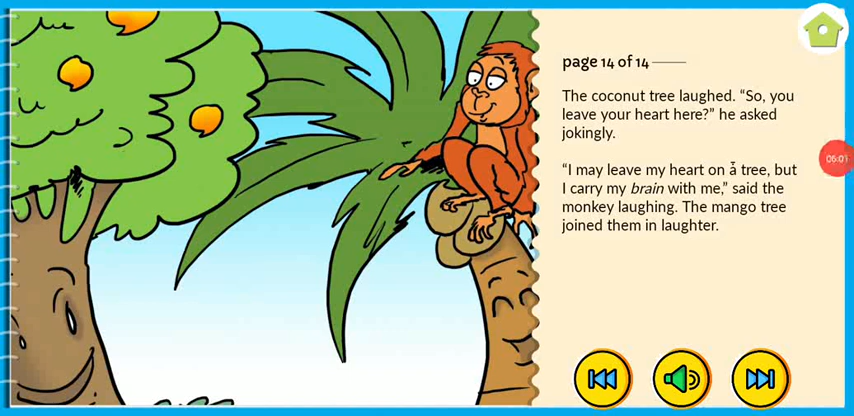 page 14 of 14
The coconut tree laughed. “So, you
leave your heart here?” he asked
jokingly.
“I may leave my heart on a tree, but
I carry my brain with me,” said the
monkey laughing. The mango tree
joined them in laughter.